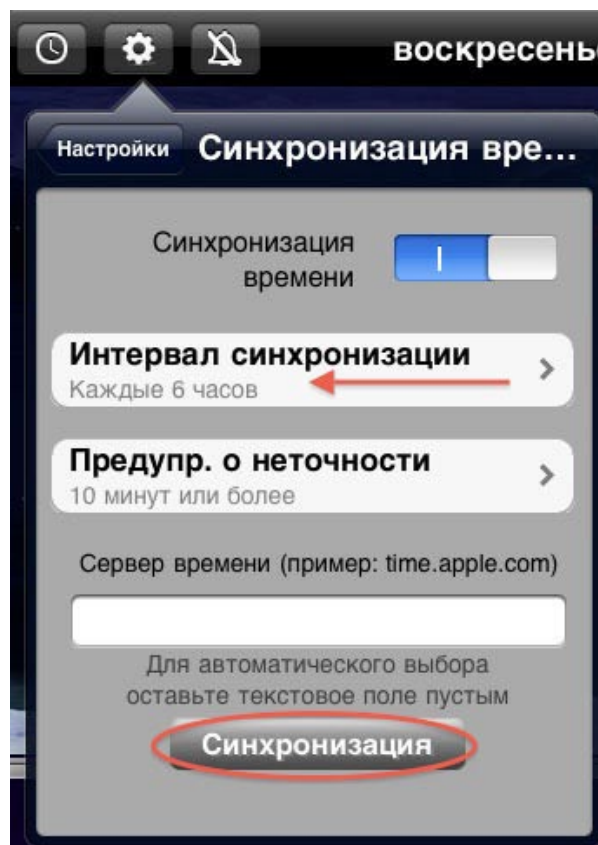 воскресень
Настройки
Синхронизация вре...
Синхронизация
времени
Интервал синхронизации
Каждые 6 часов
Предупр. о неточности
10 минут или более
Сервер времени (пример: time.apple.com)
Для автоматического выбора
оставьте текстовое поле пустым
Синхронизация